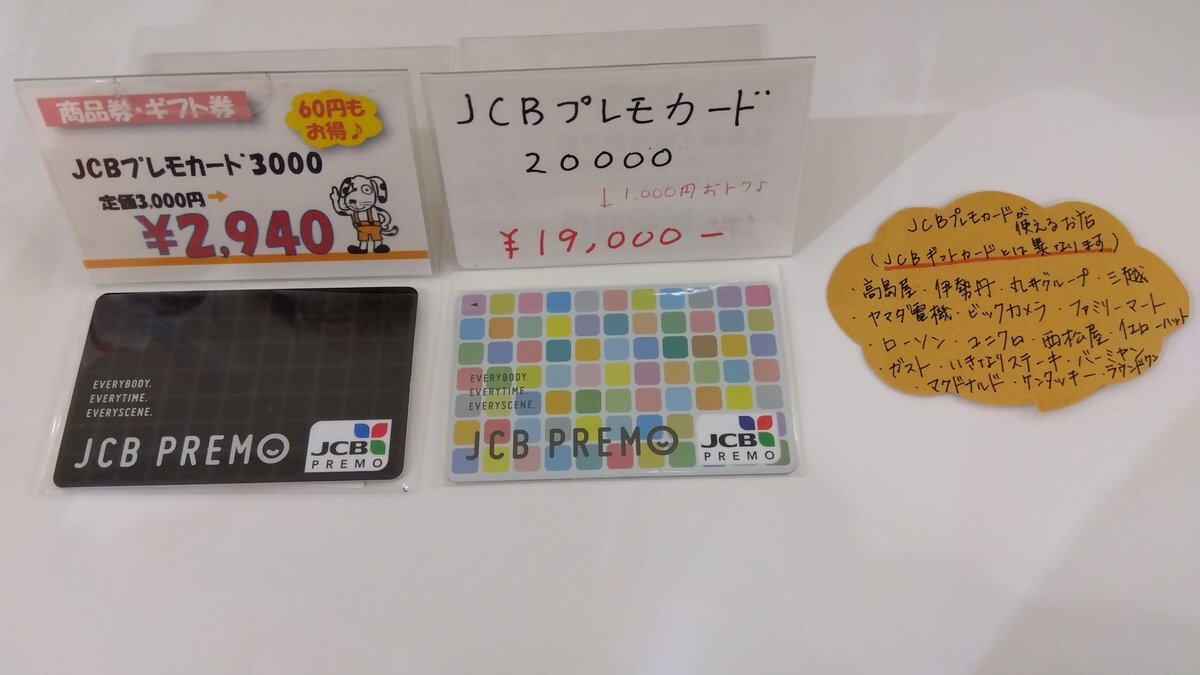 商品券・ギフト券
60円も
お得♪
JCBプレモカード3000
定価3,000円→
¥2,940
JCBプレモカード
20000
↓1,000円おトク♪
¥19,000ー
EVERYBODY.
EVERYTIME.
EVERYSCENE.
JCB PREMO
JCB
PREMO
EVERYBODY.
EVERYTIME.
EVERYSCENE.
JCB PREMO
JCB
PREMO
JCBプレモカードが
使えるお店
(JCBギフトカードとは異なります)
・高島屋・伊勢丹・丸井グループ・三越
・ヤマダ電機・ビックカメラ・ファミリーマート
・ローソン・ユニクロ・西松屋・イエローハット
・ガスト・いきなりステーキ・バーミヤン
・マクドナルド・ケンタッキー・ラウンドワン